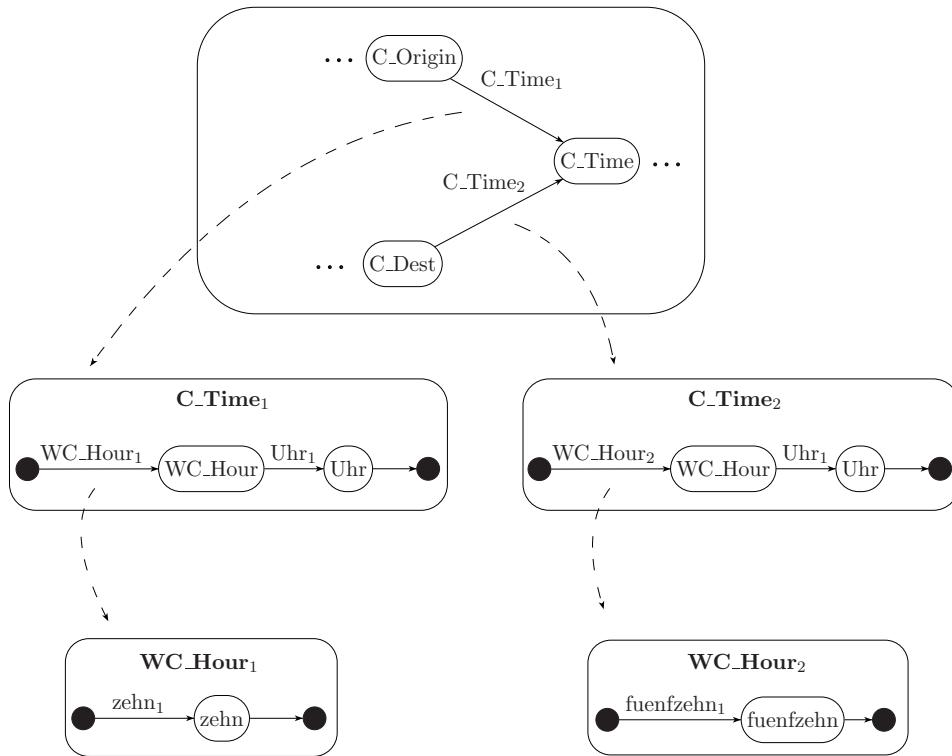 ... C_Origin
C_Time₁
C_Time ...
C_Time₂
... C_Dest
C_Time₁
WC_Hour₁ WC_Hour Uhr₁ Uhr
C_Time₂
WC_Hour₂ WC_Hour Uhr₁ Uhr
WC_Hour₁
zehn₁ zehn
WC_Hour₂
fuenfzehn₁ fuenfzehn